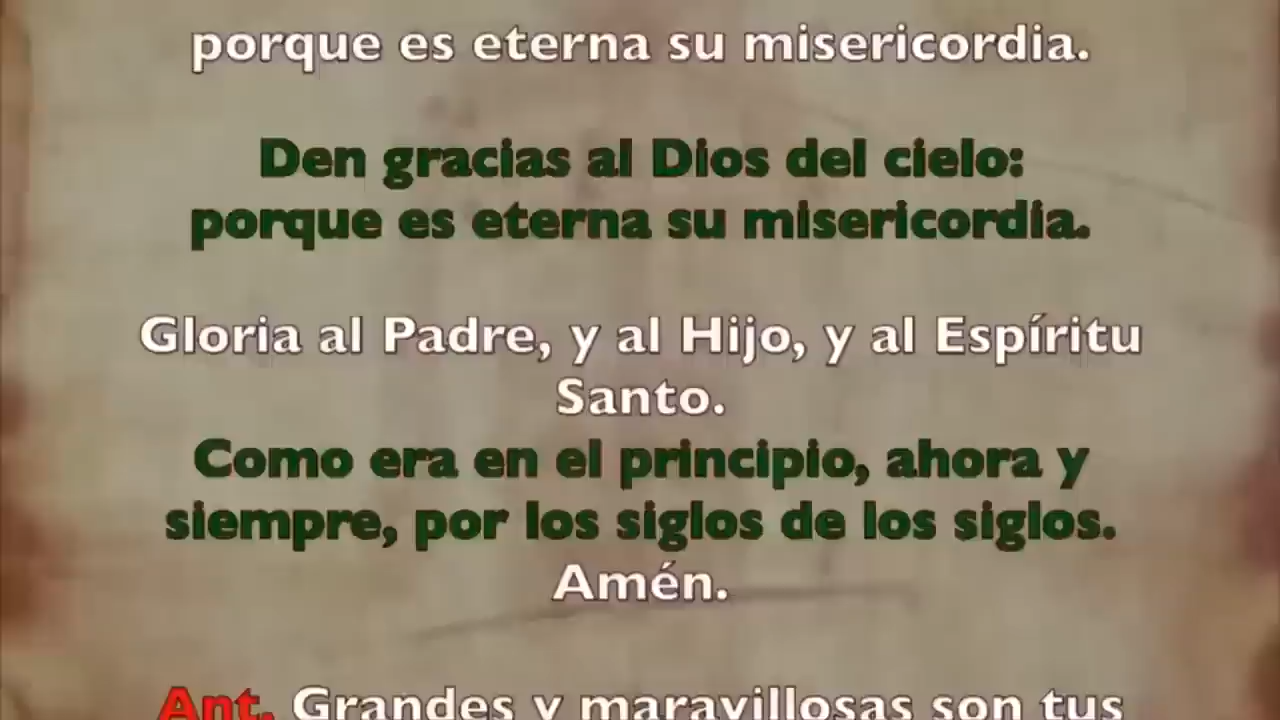 porque es eterna su misericordia.
Den gracias al Dios del cielo:
porque es eterna su misericordia.
Gloria al Padre, y al Hijo, y al Espíritu
Santo.
Como era en el principio, ahora y
siempre, por los siglos de los siglos.
Amén.
Ant. Grandes y maravillosas son tus